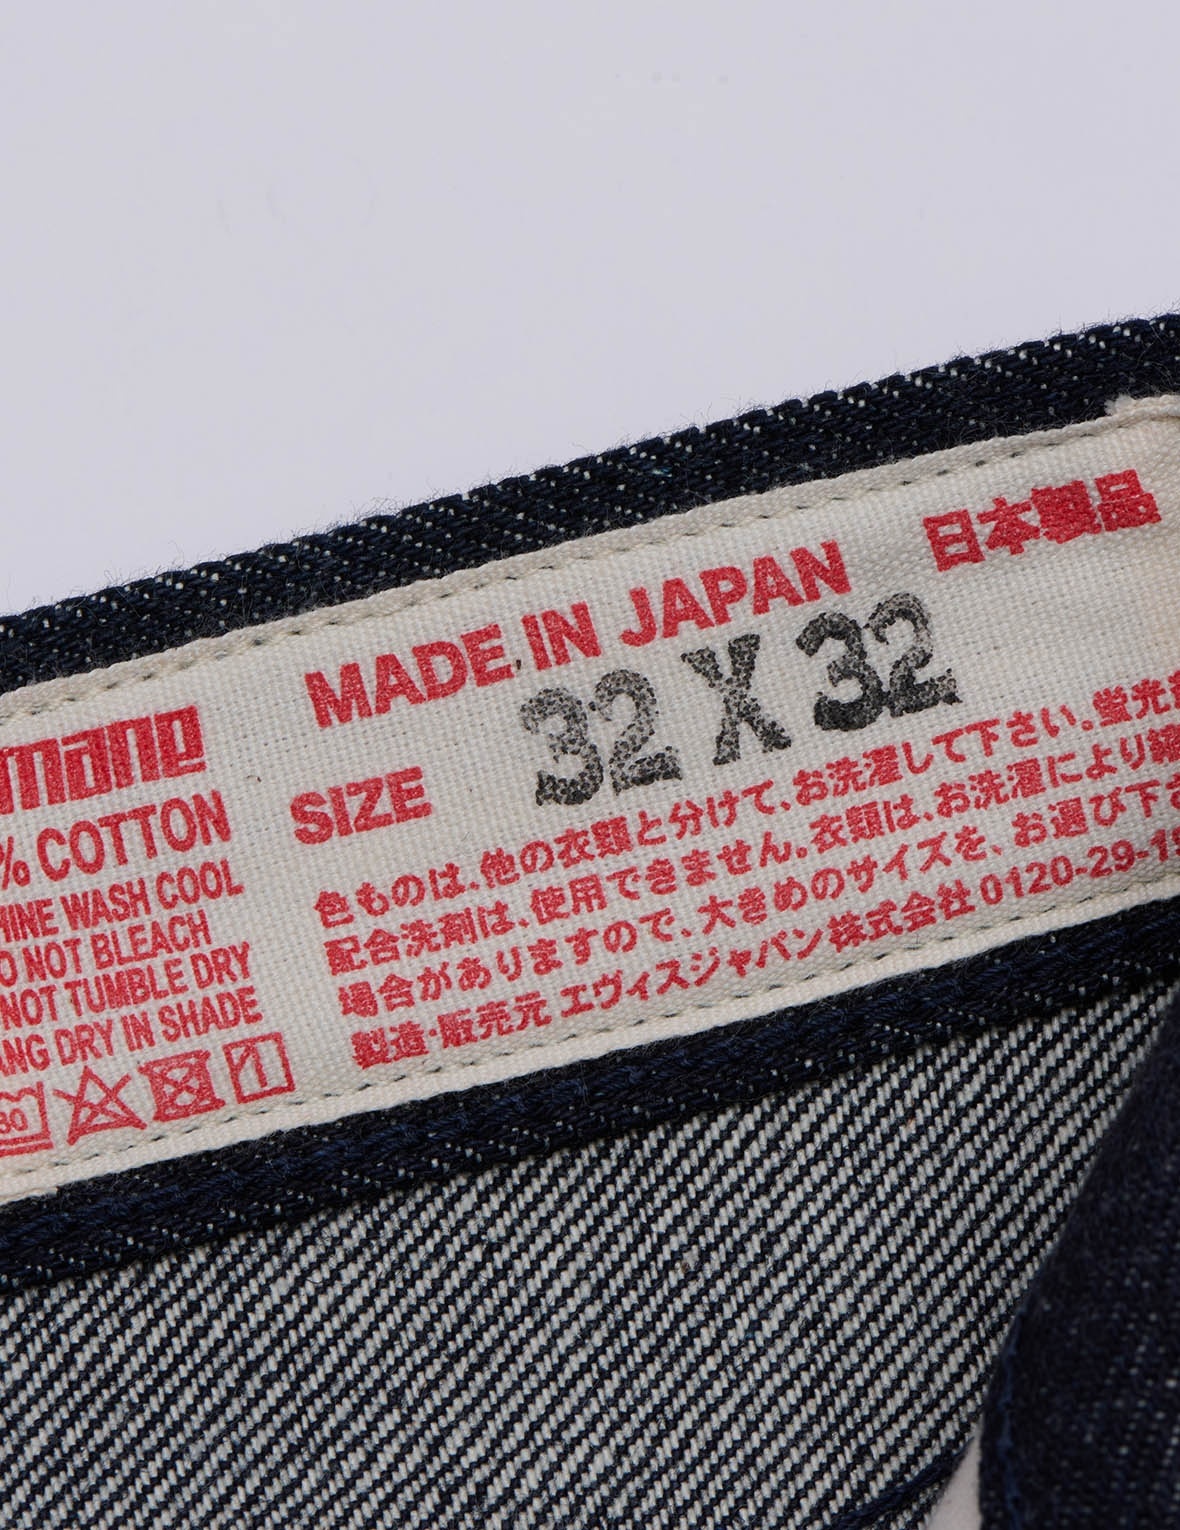 mane
% COTTON
WASH COOL
NOT BLEACH
NOT TUMBLE DRY
DRY IN SHADE
30
MADE IN JAPAN
日本製品
SIZE
32 X 32
色ものは、他の衣類と分けて、お洗濯して下さい。蛍光
配合洗剤は、使用できません。衣類は、お洗濯により縮
場合がありますので、大きめのサイズを、お選び下さ
製造・販売元 エヴィスジャパン株式会社 0120-29-15